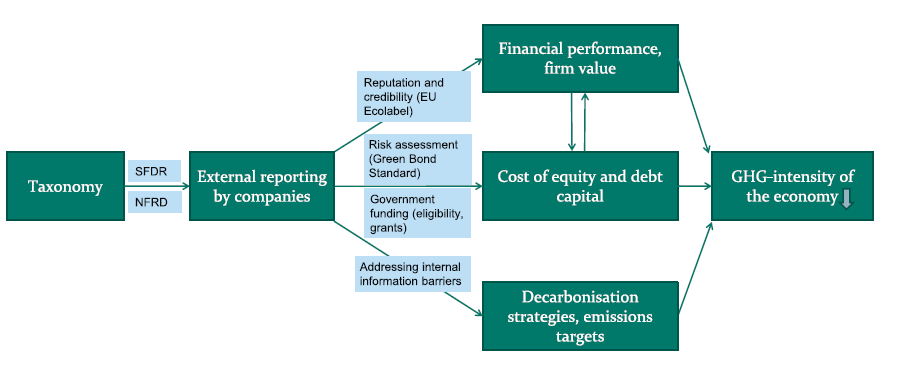 Financial performance,
firm value
Reputation and
credibility (EU
Ecolabel)
Risk assessment
(Green Bond
Standard)
SFDR
Taxonomy
NFRD
External reporting
by companies
Cost of equity and debt
capital
GHG-intensity of
the economy
Government
funding (eligibility,
grants)
Addressing internal
information barriers
Decarbonisation
strategies, emissions
targets